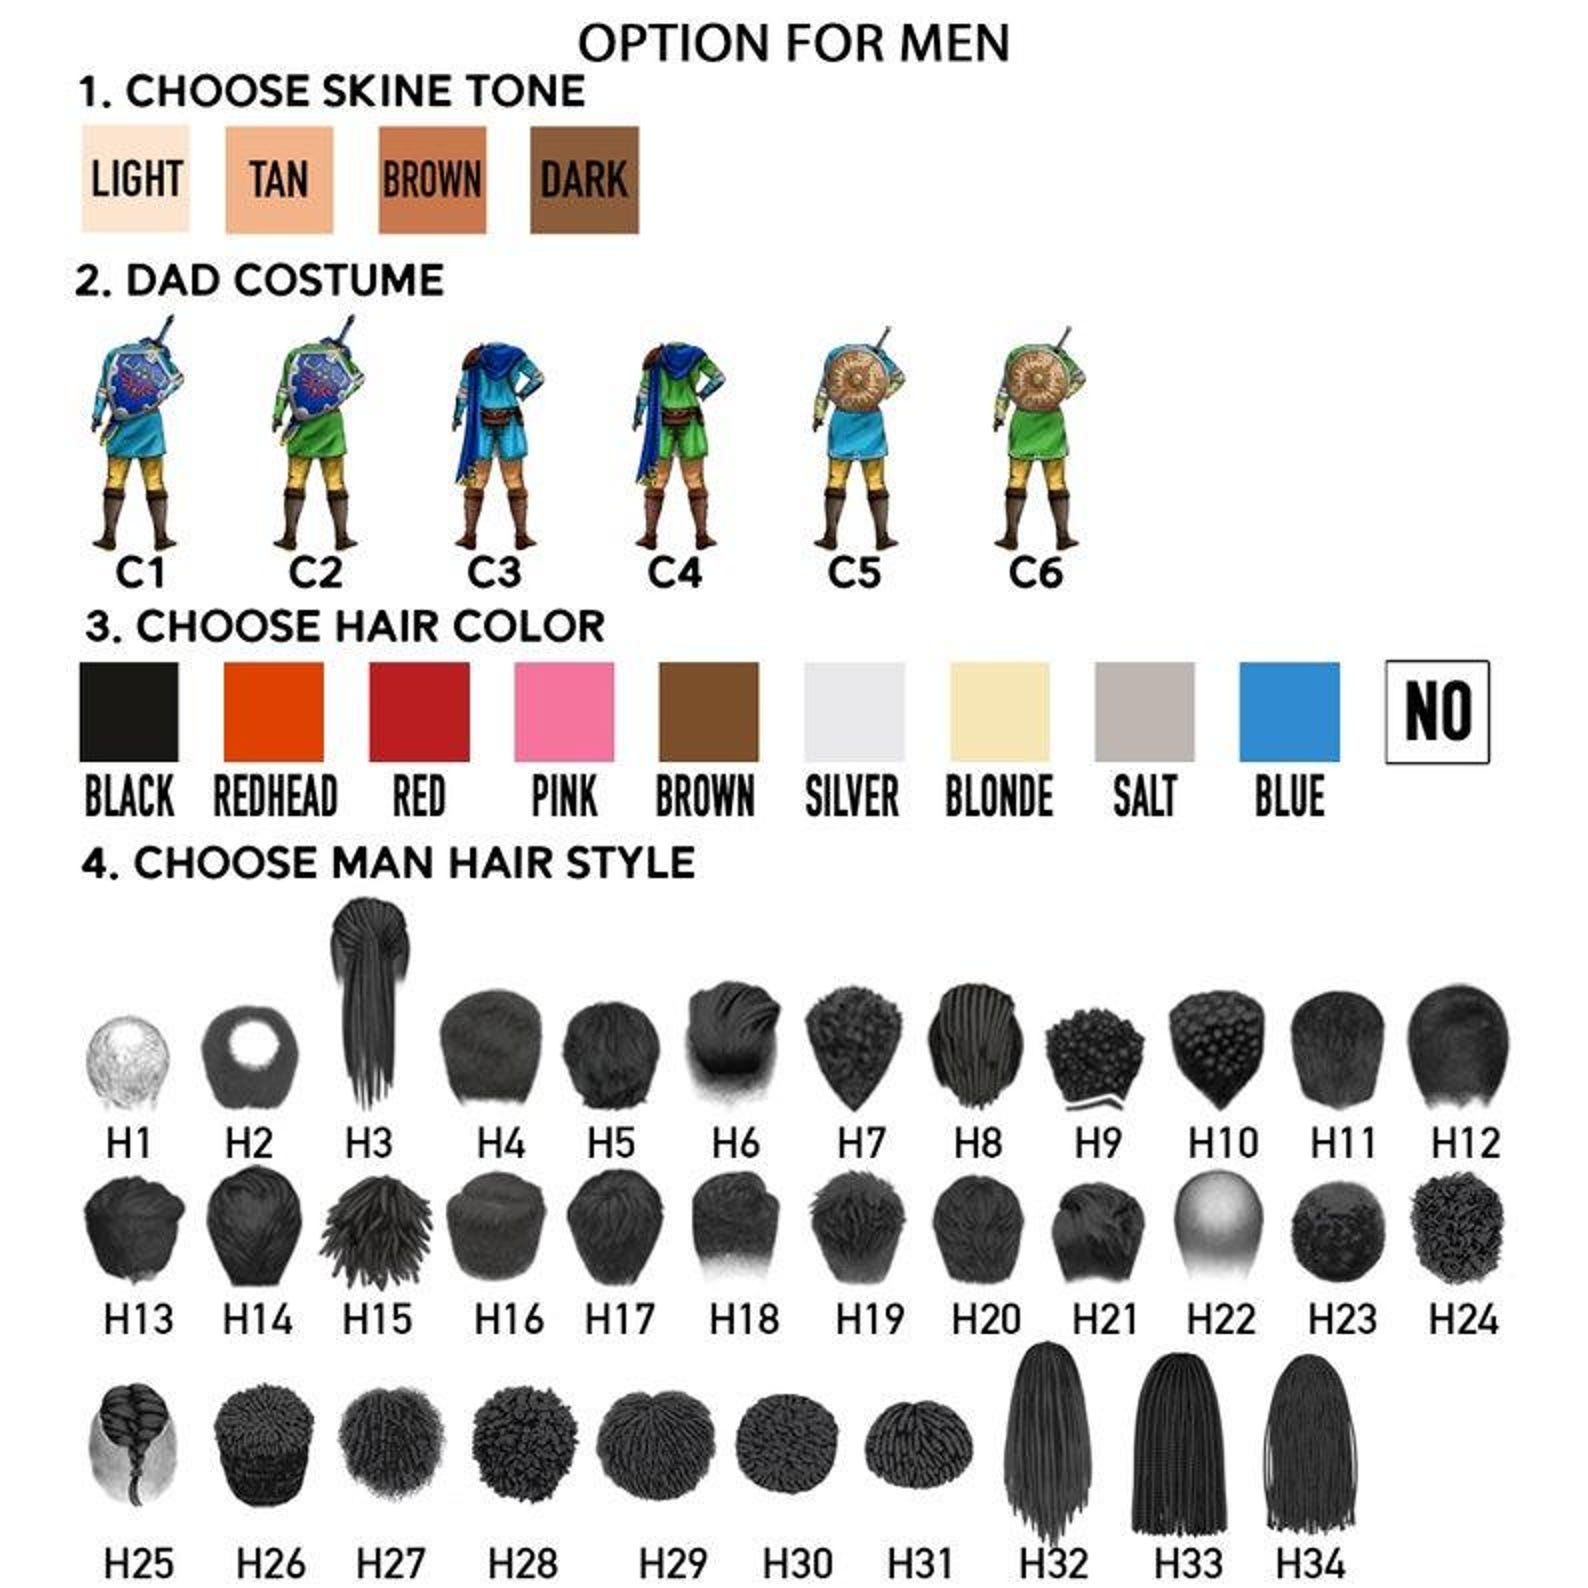 OPTION FOR MEN
1. CHOOSE SKINE TONE
LIGHT TAN BROWN DARK
2. DAD COSTUME
C1 C2 C3 C4 C5 C6
3. CHOOSE HAIR COLOR
NO
BLACK REDHEAD RED PINK BROWN SILVER BLONDE SALT BLUE
4. CHOOSE MAN HAIR STYLE
H1 H2 H3 H4 H5 H6 H7 H8 H9 H10 H11 H12
H13 H14 H15 H16 H17 H18 H19 H20 H21 H22 H23 H24
H25 H26 H27 H28 H29 H30 H31 H32 H33 H34